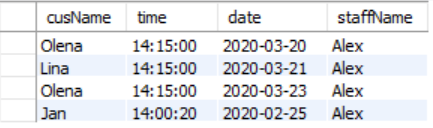 cusName time date staffName
Olena 14:15:00 2020-03-20 Alex
Lina 14:15:00 2020-03-21 Alex
Olena 14:15:00 2020-03-23 Alex
Jan 14:00:20 2020-02-25 Alex